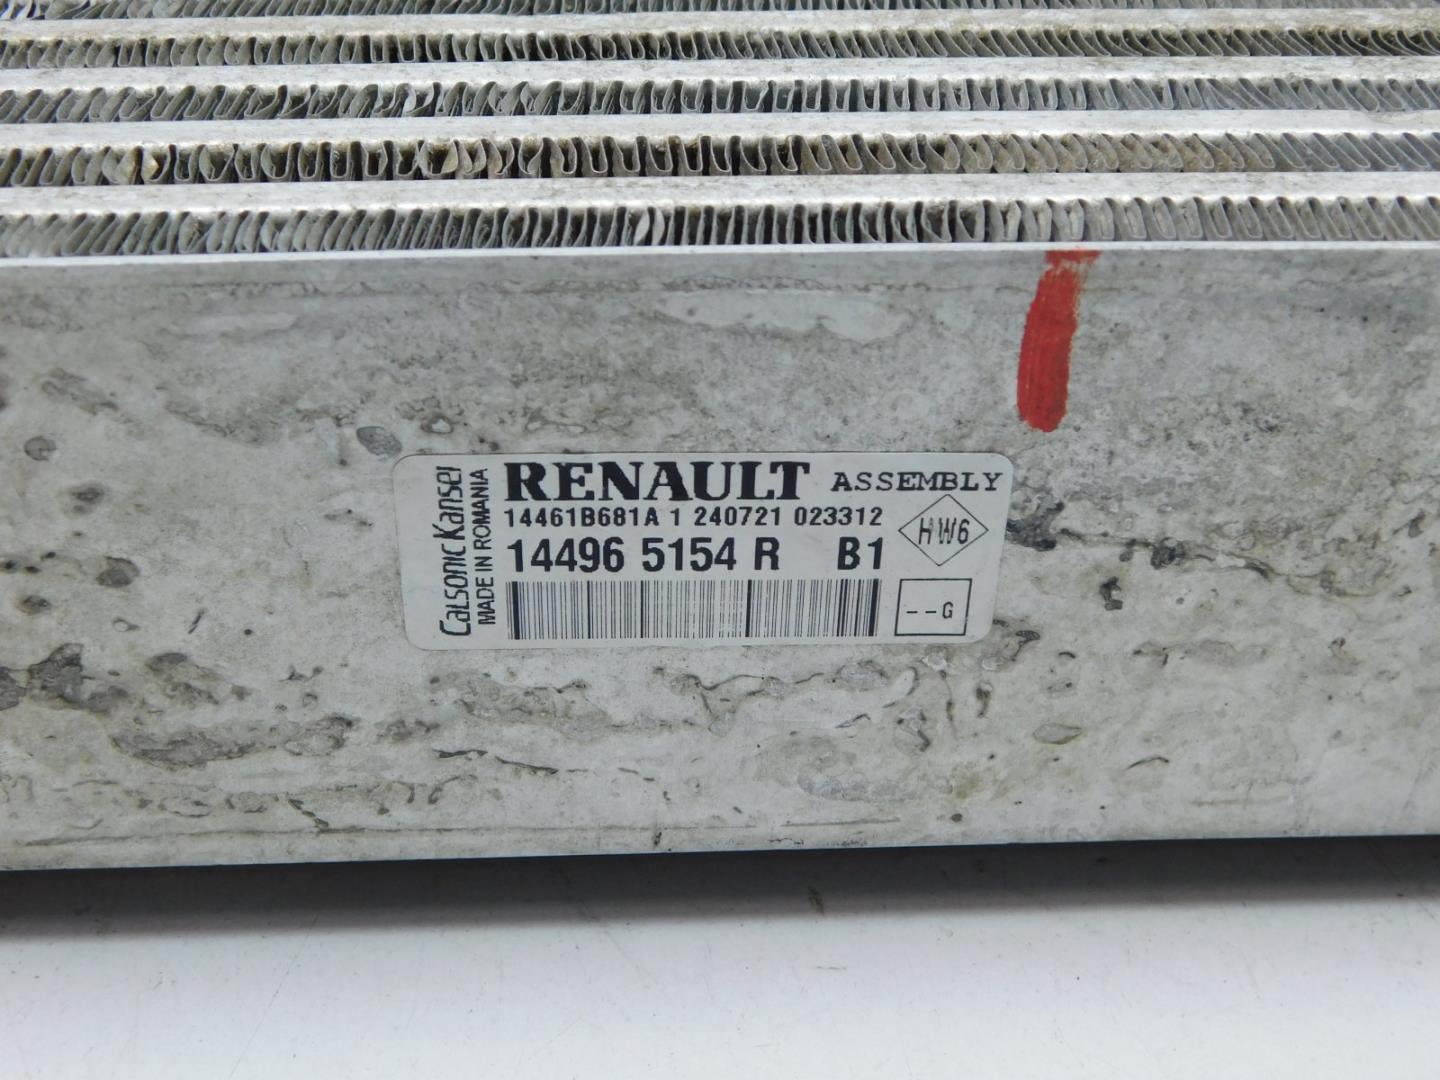 CalsonicKansei
MADE IN ROMANIA
RENAULT ASSEMBLY
14461B681A 1 240721 023312
14496 5154 R B1
HW6
--G